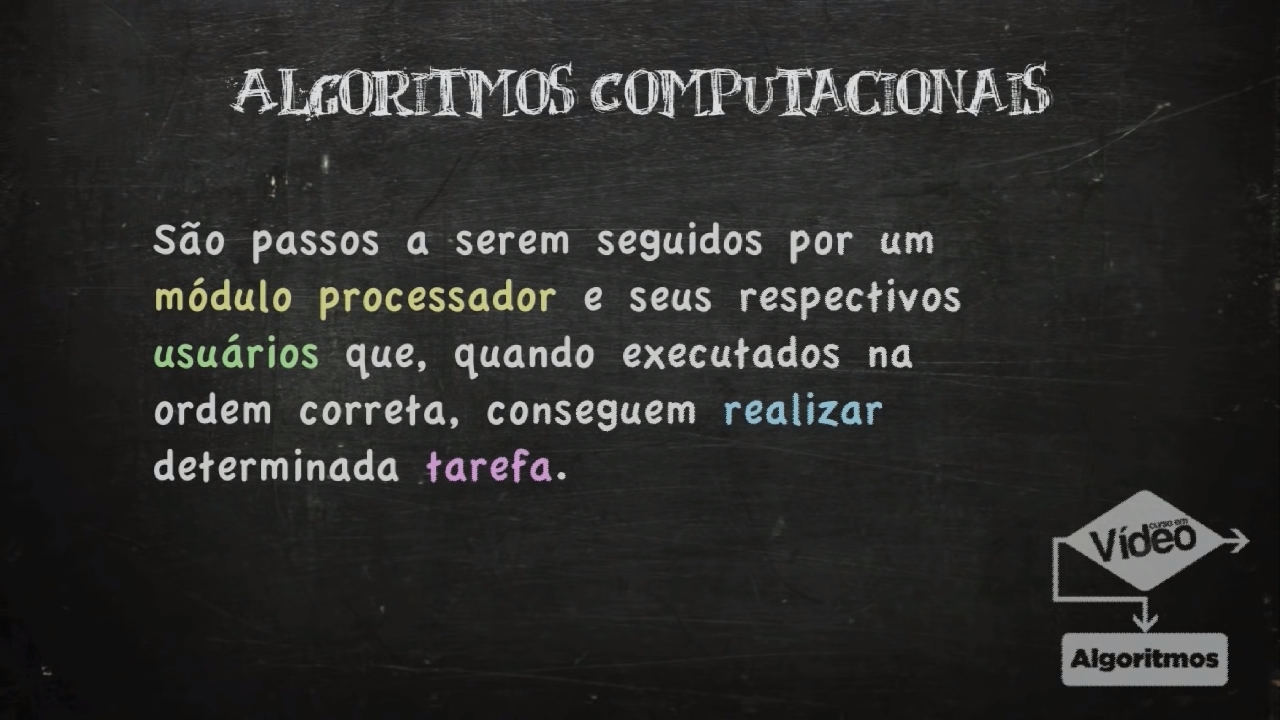 ALGORITMOS COMPUTACIONAIS
São passos a serem seguidos por um
módulo processador e seus respectivos
usuários que, quando executados na
ordem correta, conseguem realizar
determinada tarefa.
curso em
Vídeo
Algoritmos